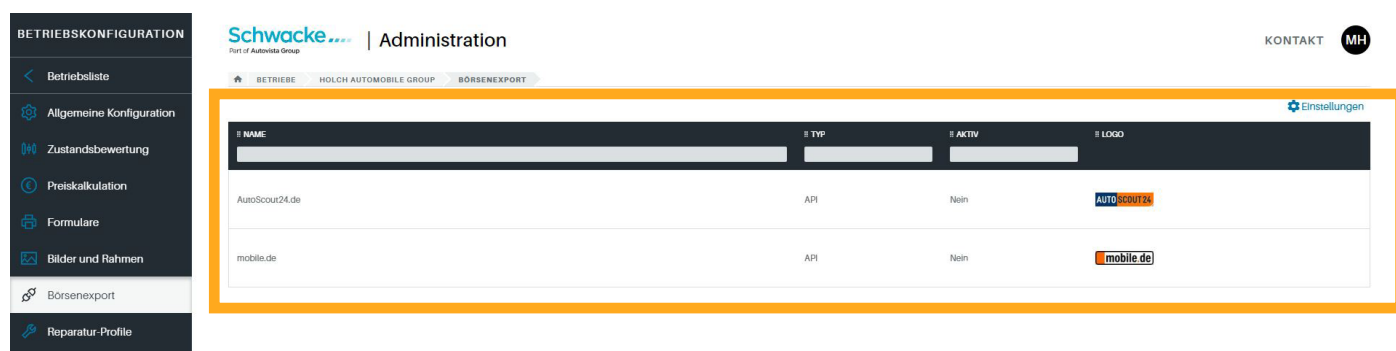 BETRIEBSKONFIGURATION
Betriebsliste
Allgemeine Konfiguration
Zustandsbewertung
Preiskalkulation
Formulare
Bilder und Rahmen
Börsenexport
Reparatur-Profile
Schwacke....
Part of Autovista Group
| Administration
KONTAKT MH
BETRIEBE HOLCH AUTOMOBILE GROUP BÖRSENEXPORT
Einstellungen
NAME TYP AKTIV LOGO
AutoScout24.de API Nein AUTO SCOUT24
mobile.de API Nein mobile.de